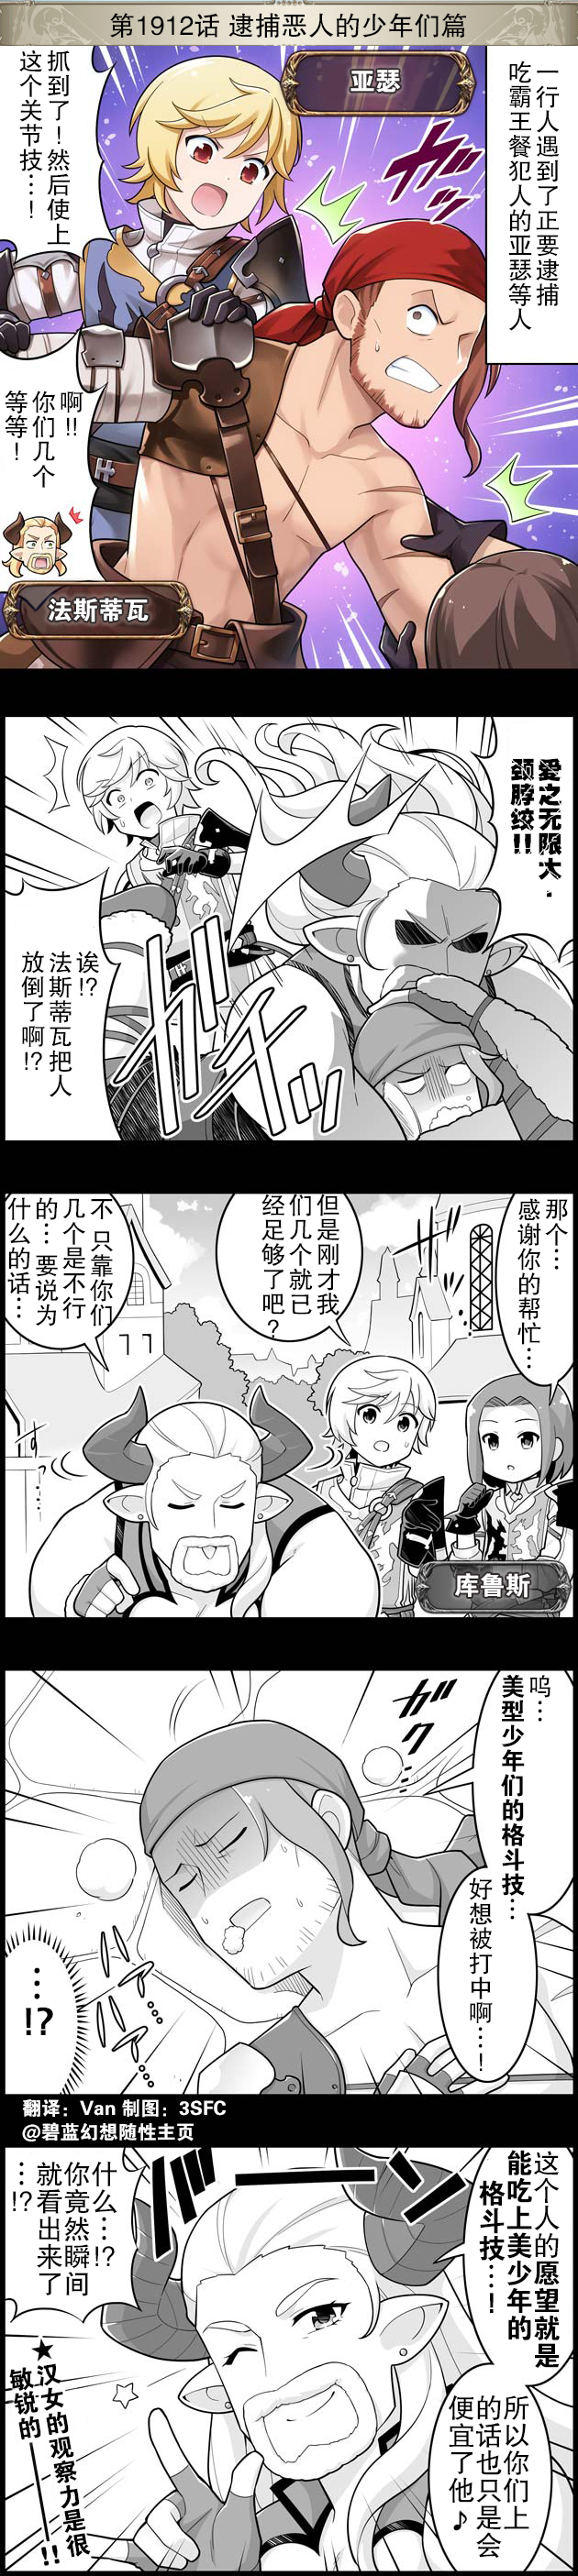 第1912话 逮捕恶人的少年们篇
一行人遇到了正要逮捕
吃霸王餐犯人的亚瑟等人
亚瑟
ガッ
抓到了！然后使上
这个关节技…！
啊!!
你们几个
等等！
法斯蒂瓦
爱之无限大·
颈脖绞!!
诶!?
法斯蒂瓦把人
放倒了啊!?
那个…
感谢你的帮忙…
但是刚才我
们几个就已
经足够了吧？
不只靠你们
几个是不行
的…要说为
什么的话…
すっ…
库鲁斯
呜…
美型少年们的格斗技…
好想被打中啊…！
ガク…
…!?
翻译：Van 制图：3SFC
@碧蓝幻想随性主页
这个人的愿望就是
能吃上美少年的
格斗技…！
所以你们上
的话也只是会
便宜了他♪
什么…!?
你竟然瞬间
就看出来了
…!?
★汉女的观察力是很
敏锐的——!!